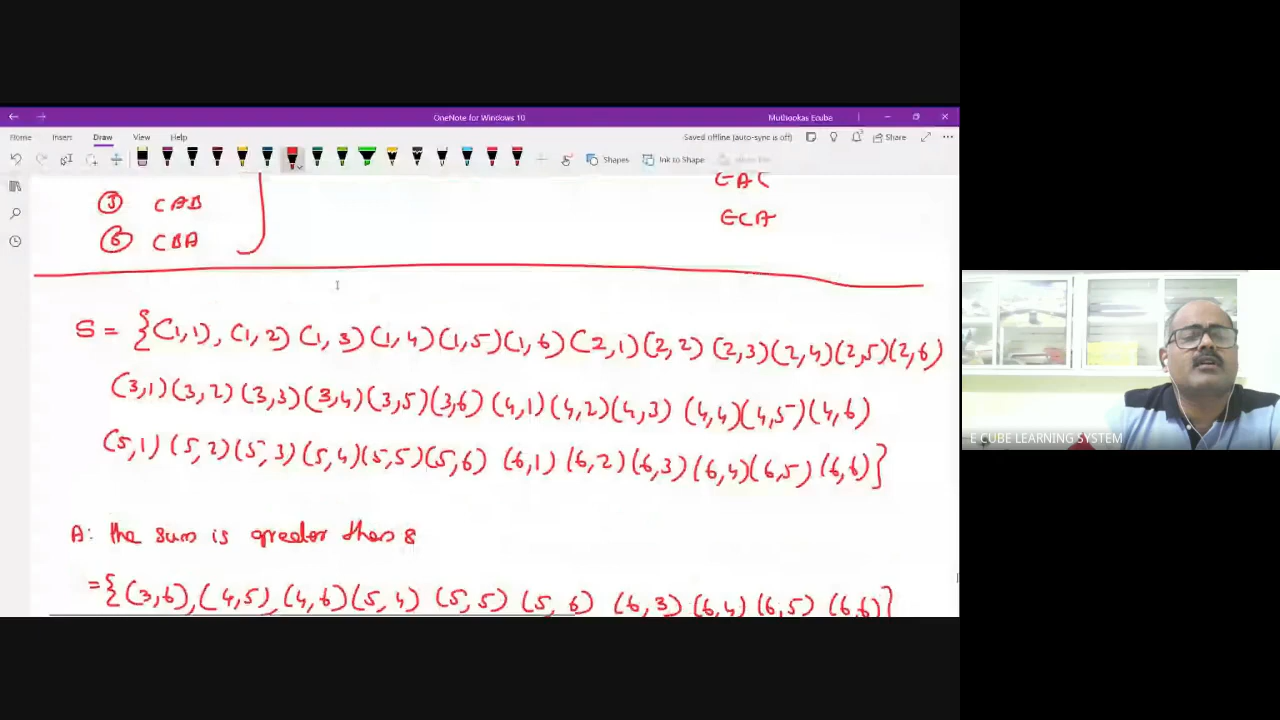 OneNote for Windows 10
Muthookas Ecube
Home Insert Draw View Help
Saved offline (auto-sync is off)
Share
Shapes
Ink to Shape
CAB
EAC
6 CBA
ECA
S = {(1,1), (1,2) (1,3) (1,4) (1,5) (1,6) (2,1) (2,2) (2,3) (2,4) (2,5) (2,6)
(3,1) (3,2) (3,3) (3,4) (3,5) (3,6) (4,1) (4,2) (4,3) (4,4) (4,5) (4,6)
(5,1) (5,2) (5,3) (5,4) (5,5) (5,6) (6,1) (6,2) (6,3) (6,4) (6,5) (6,6)}
A: the sum is greater than 8
= {(3,6), (4,5), (4,6) (5,4) (5,5) (5,6) (6,3) (6,4) (6,5) (6,6)}
E CUBE LEARNING SYSTEM